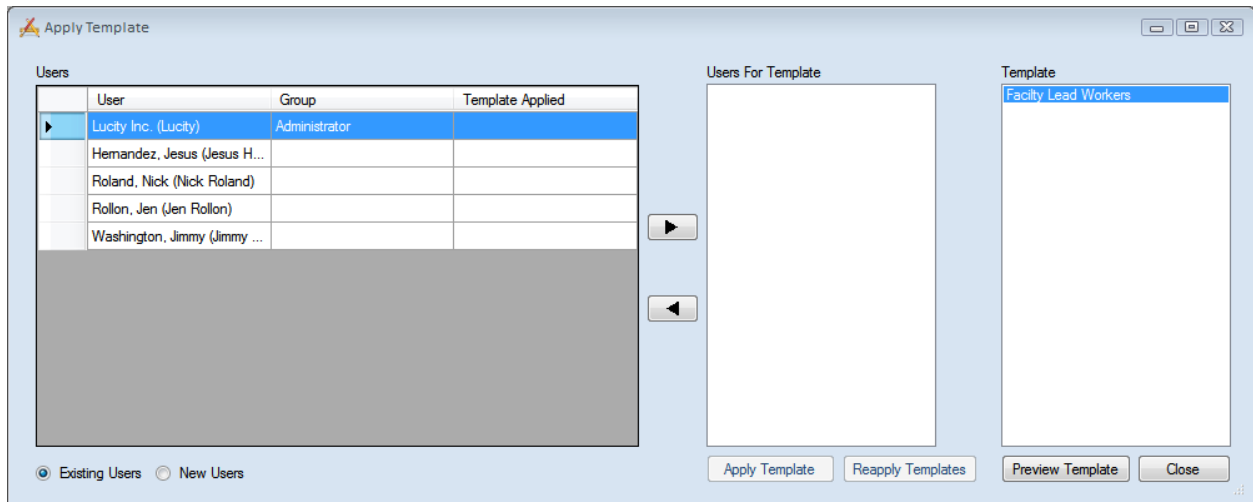 Apply Template
Users
Users For Template
Template
User Group Template Applied
Lucity Inc. (Lucity) Administrator
Hernandez, Jesus (Jesus H...
Roland, Nick (Nick Roland)
Rollon, Jen (Jen Rollon)
Washington, Jimmy (Jimmy ...
Facilty Lead Workers
Existing Users New Users
Apply Template Reapply Templates Preview Template Close